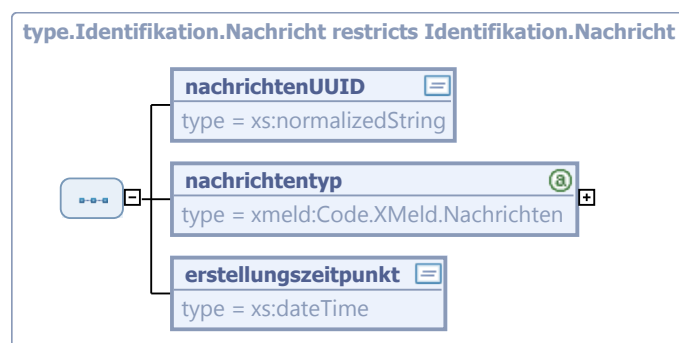 type.Identifikation.Nachricht restricts Identifikation.Nachricht
nachrichtenUUID
type = xs:normalizedString
nachrichtentyp
type = xmeld:Code.XMeld.Nachrichten
erstellungszeitpunkt
type = xs:dateTime